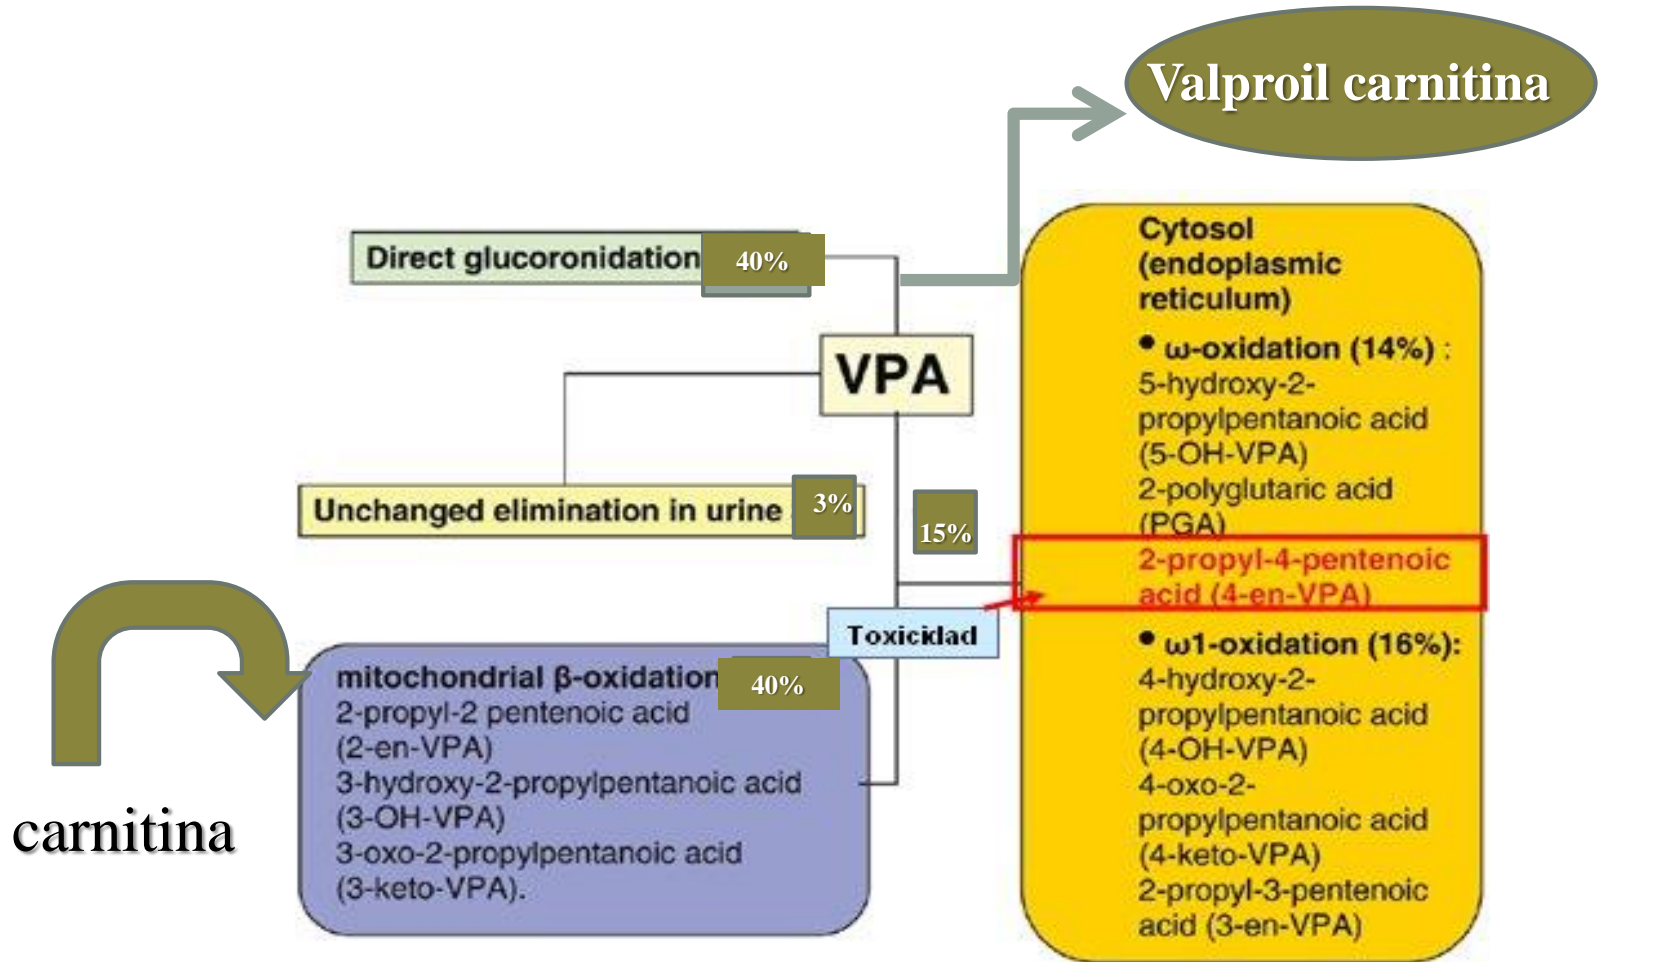 Valproil carnitina
Direct glucoronidation 40%
VPA
Unchanged elimination in urine 3%
15%
Toxicidad
mitochondrial β-oxidation 40%
2-propyl-2 pentenoic acid
(2-en-VPA)
3-hydroxy-2-propylpentanoic acid
(3-OH-VPA)
3-oxo-2-propylpentanoic acid
(3-keto-VPA).
carnitina
Cytosol
(endoplasmic
reticulum)
• ω-oxidation (14%) :
5-hydroxy-2-
propylpentanoic acid
(5-OH-VPA)
2-polyglutaric acid
(PGA)
2-propyl-4-pentenoic
acid (4-en-VPA)
• ω1-oxidation (16%):
4-hydroxy-2-
propylpentanoic acid
(4-OH-VPA)
4-oxo-2-
propylpentanoic acid
(4-keto-VPA)
2-propyl-3-pentenoic
acid (3-en-VPA)